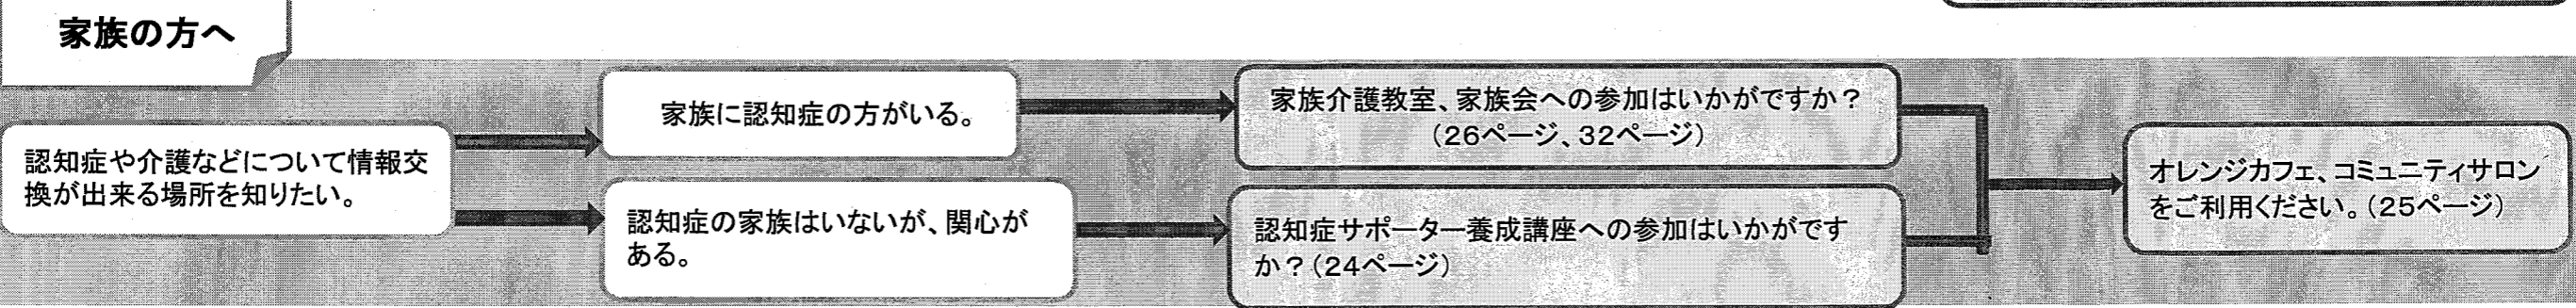 家族の方へ
認知症や介護などについて情報交
換が出来る場所を知りたい。
家族に認知症の方がいる。
認知症の家族はいないが、関心が
ある。
家族介護教室、家族会への参加はいかがですか？
（26ページ、32ページ）
認知症サポーター養成講座への参加はいかがです
か？（24ページ）
オレンジカフェ、コミュニティサロン
をご利用ください。（25ページ）